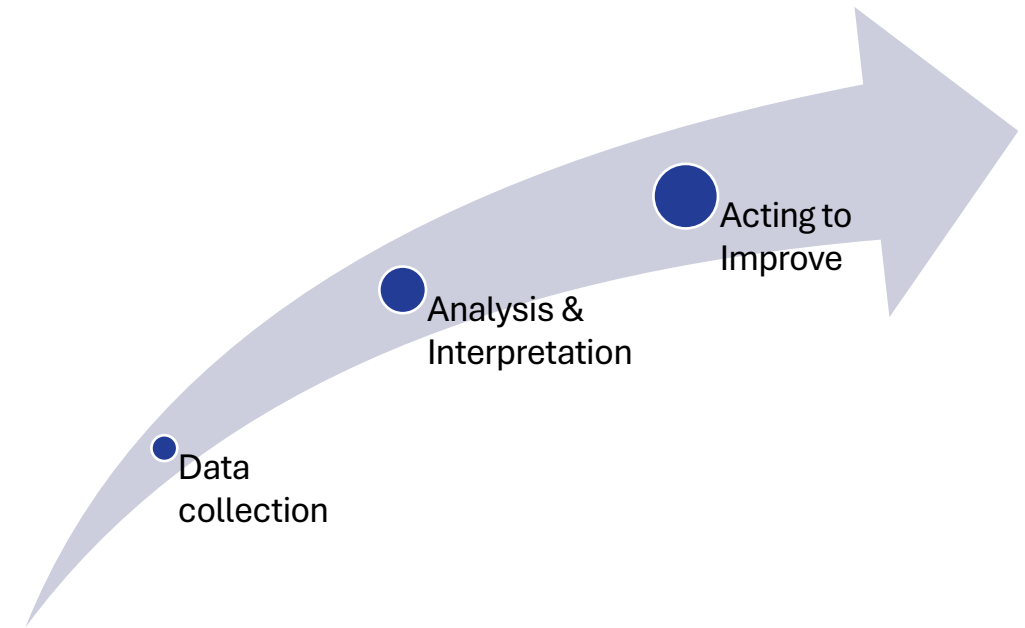 Acting to
Improve
Analysis &
Interpretation
Data
collection